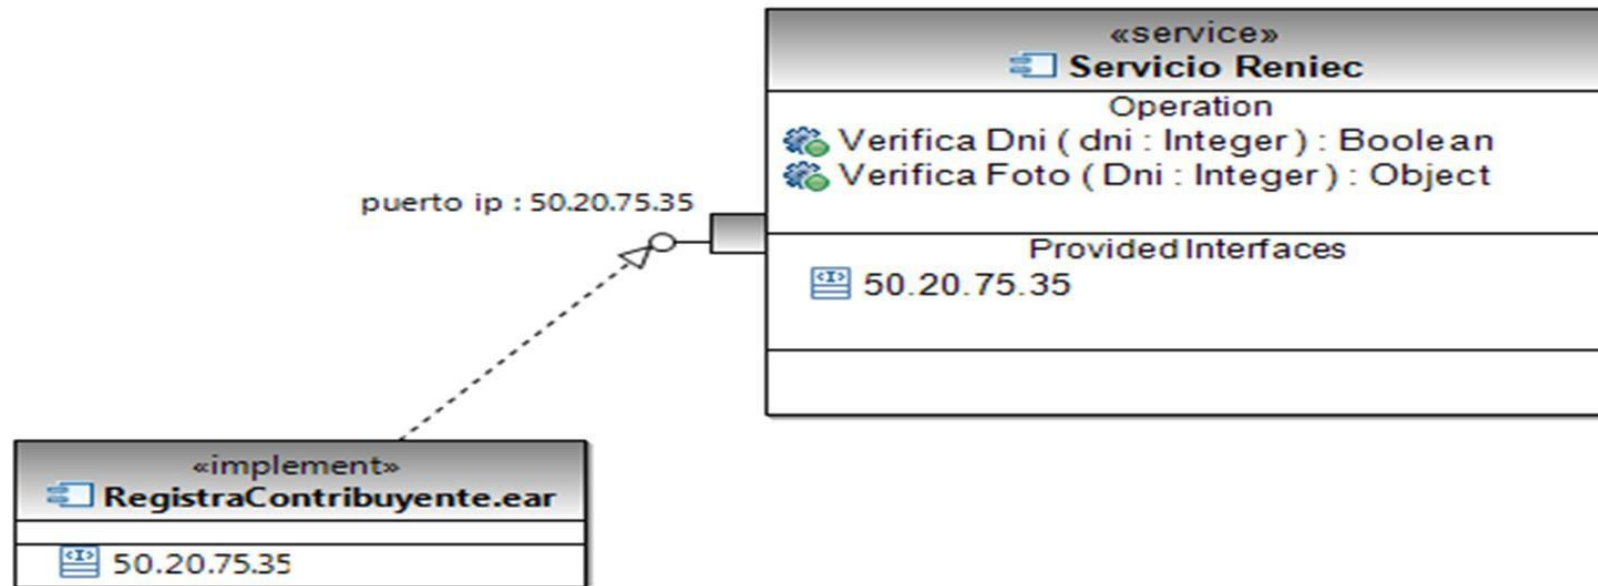 «service»
Servicio Reniec
Operation
Verifica Dni ( dni : Integer ) : Boolean
Verifica Foto ( Dni : Integer ) : Object
puerto ip : 50.20.75.35
Provided Interfaces
50.20.75.35
«implement»
RegistraContribuyente.ear
50.20.75.35